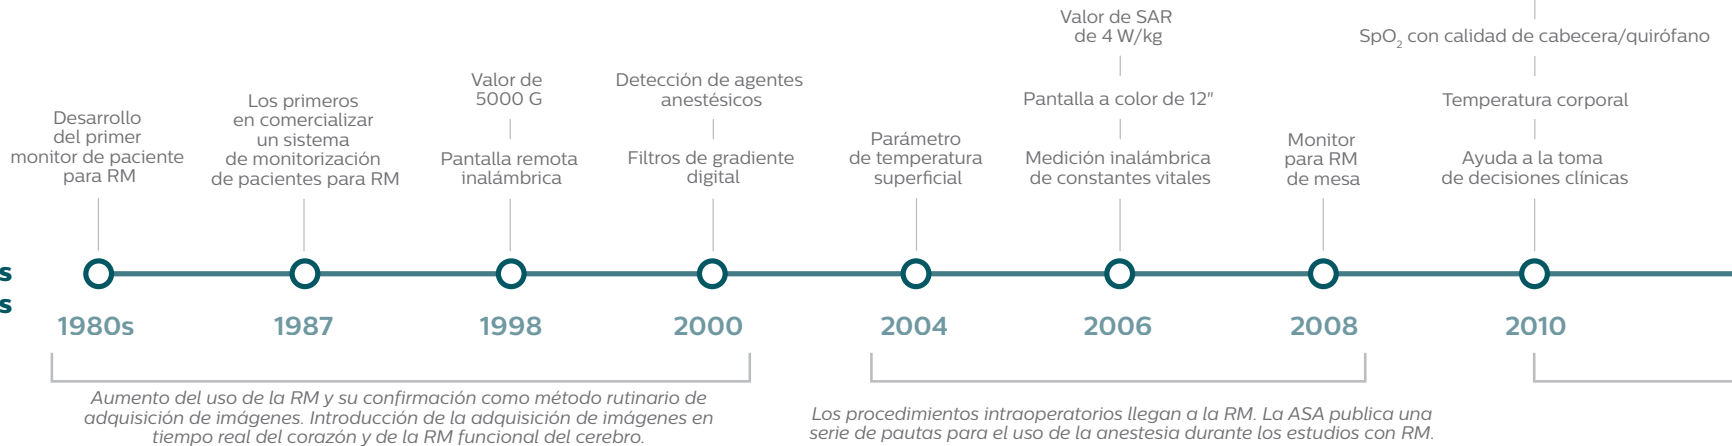 Desarrollo
del primer
monitor de paciente
para RM
1980s
Los primeros
en comercializar
un sistema
de monitorización
de pacientes para RM
1987
Valor de
5000 G
Pantalla remota
inalámbrica
1998
Detección de agentes
anestésicos
Filtros de gradiente
digital
2000
Parámetro
de temperatura
superficial
2004
Valor de SAR
de 4 W/kg
Pantalla a color de 12"
Medición inalámbrica
de constantes vitales
2006
Monitor
para RM
de mesa
2008
SpO₂ con calidad de cabecera/quirófano
Temperatura corporal
Ayuda a la toma
de decisiones clínicas
2010
Aumento del uso de la RM y su confirmación como método rutinario de
adquisición de imágenes. Introducción de la adquisición de imágenes en
tiempo real del corazón y de la RM funcional del cerebro.
Los procedimientos intraoperatorios llegan a la RM. La ASA publica una
serie de pautas para el uso de la anestesia durante los estudios con RM.